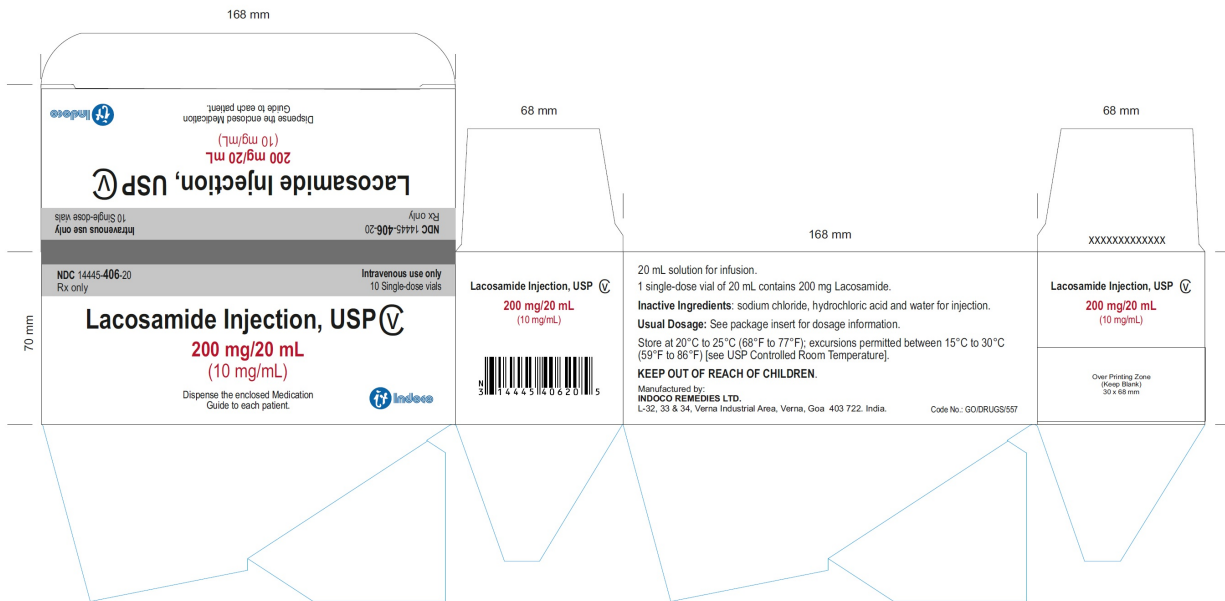 168 mm
indoco
Dispense the enclosed Medication
Guide to each patient.
(10 mg/mL)
200 mg/20 mL
Lacosamide Injection, USP CV
Intravenous use only
10 Single-dose vials
NDC 14445-406-20
Rx only
70 mm
NDC 14445-406-20
Rx only
Intravenous use only
10 Single-dose vials
Lacosamide Injection, USP CV
200 mg/20 mL
(10 mg/mL)
Dispense the enclosed Medication
Guide to each patient.
indoco
68 mm
Lacosamide Injection, USP CV
200 mg/20 mL
(10 mg/mL)
N
3 14445 40620 5
168 mm
20 mL solution for infusion.
1 single-dose vial of 20 mL contains 200 mg Lacosamide.
Inactive Ingredients: sodium chloride, hydrochloric acid and water for injection.
Usual Dosage: See package insert for dosage information.
Store at 20°C to 25°C (68°F to 77°F); excursions permitted between 15°C to 30°C
(59°F to 86°F) [see USP Controlled Room Temperature].
KEEP OUT OF REACH OF CHILDREN.
Manufactured by:
INDOCO REMEDIES LTD.
L-32, 33 & 34, Verna Industrial Area, Verna, Goa 403 722. India.
Code No.: GO/DRUGS/557
68 mm
XXXXXXXXXXXXX
Lacosamide Injection, USP CV
200 mg/20 mL
(10 mg/mL)
Over Printing Zone
(Keep Blank)
30 x 68 mm